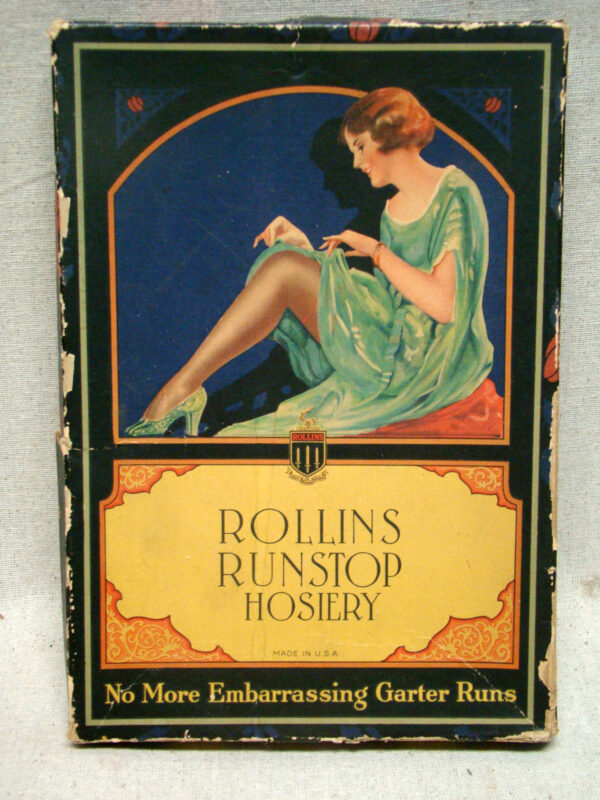 ROLLINS
ROLLINS
RUNSTOP
HOSIERY
MADE IN U.S.A.
No More Embarrassing Garter Runs